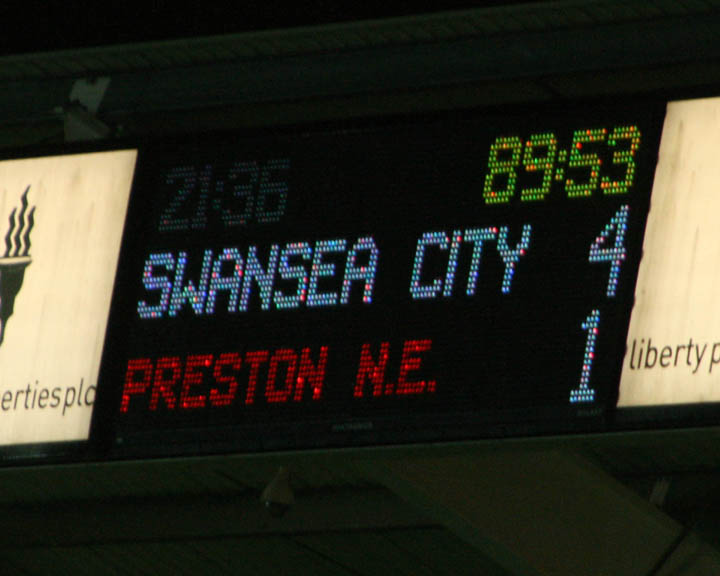 21:36 89:53
SWANSEA CITY 4
PRESTON N.E. 1
ertiesplc
liberty p